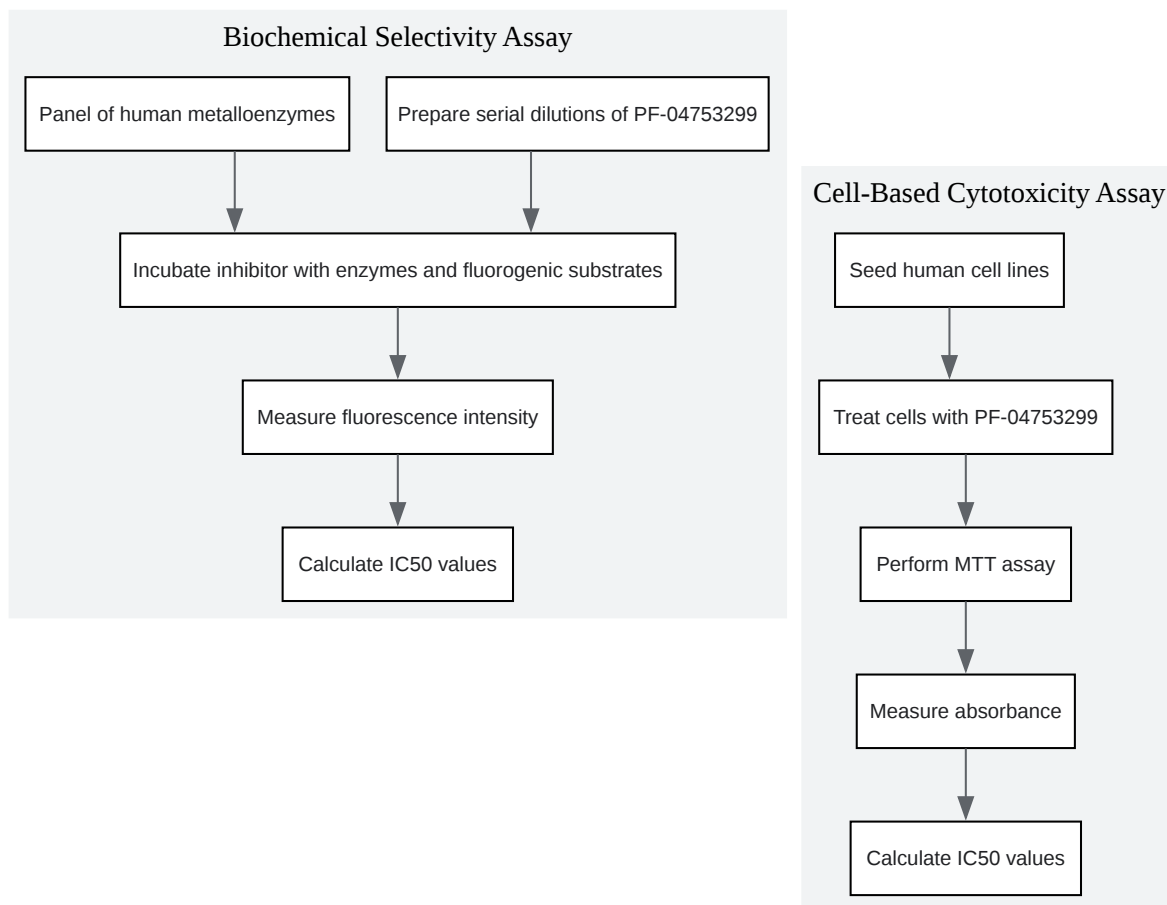 Biochemical Selectivity Assay
Panel of human metalloenzymes
Prepare serial dilutions of PF-04753299
Incubate inhibitor with enzymes and fluorogenic substrates
Measure fluorescence intensity
Calculate IC50 values
Cell-Based Cytotoxicity Assay
Seed human cell lines
Treat cells with PF-04753299
Perform MTT assay
Measure absorbance
Calculate IC50 values